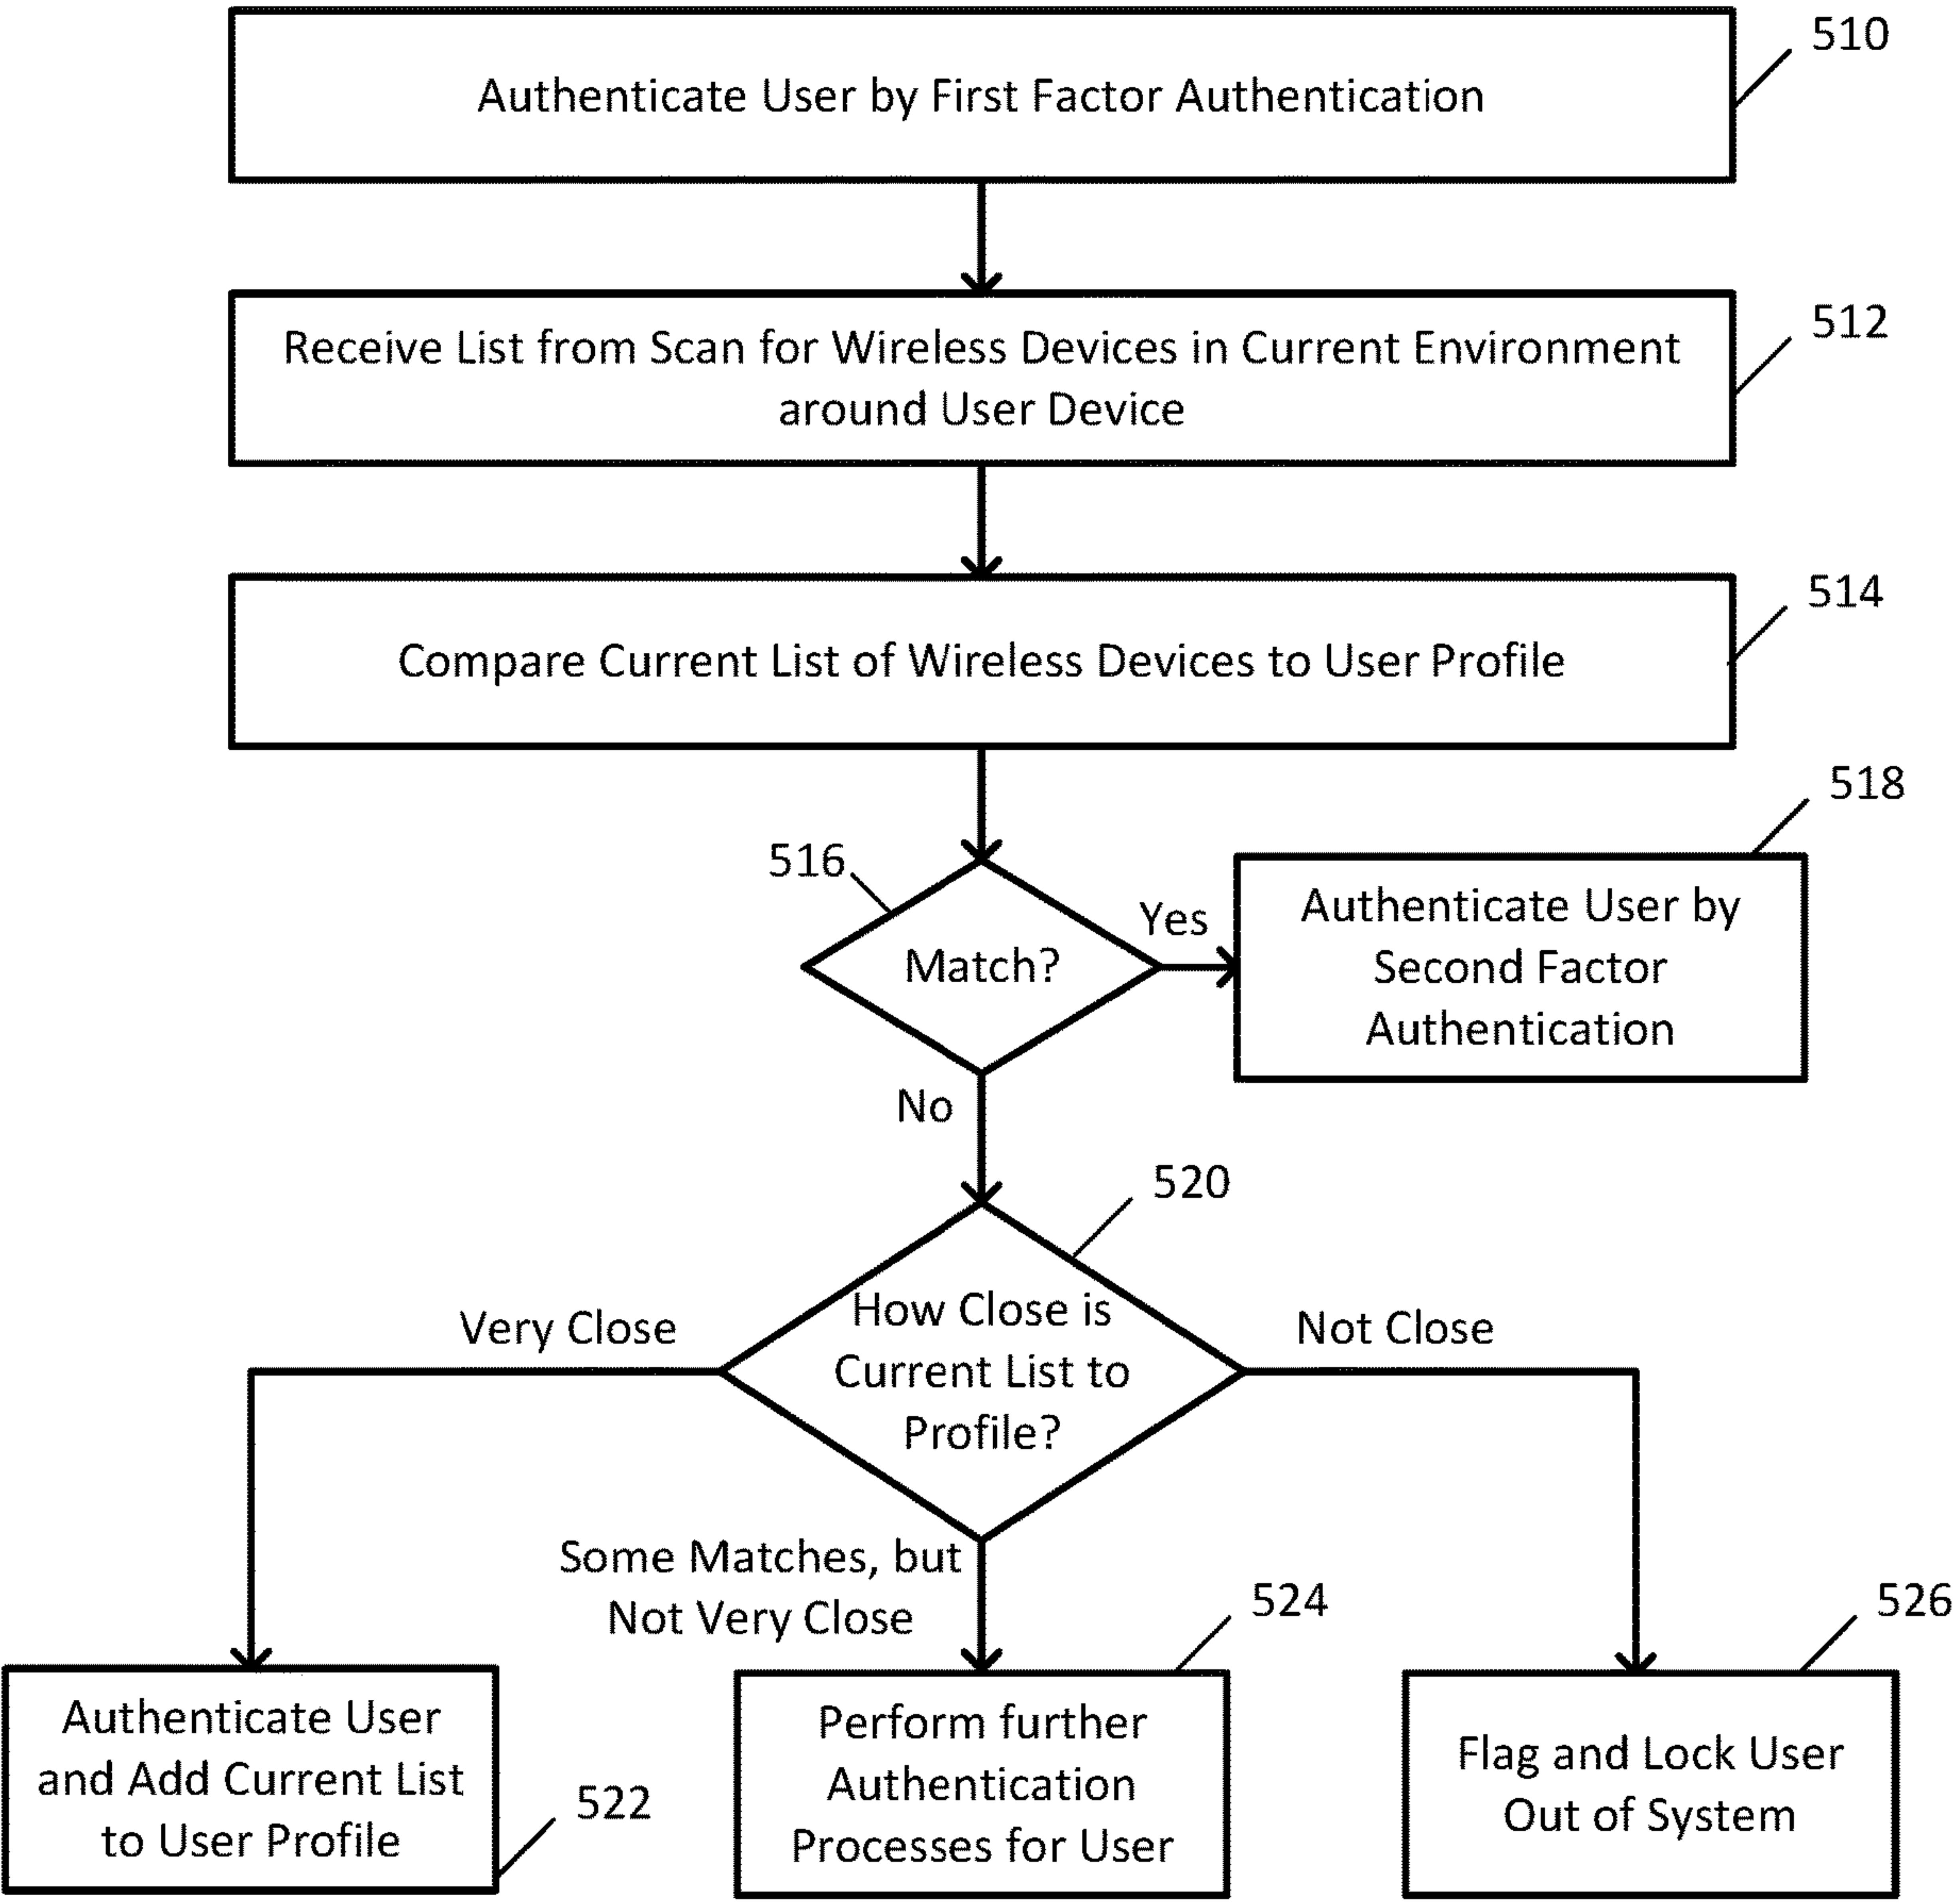 510
Authenticate User by First Factor Authentication
512
Receive List from Scan for Wireless Devices in Current Environment
around User Device
514
Compare Current List of Wireless Devices to User Profile
518
516
Match?
Yes
Authenticate User by
Second Factor
Authentication
No
520
How Close is
Current List to
Profile?
Very Close
Not Close
Some Matches, but
Not Very Close
524
526
Authenticate User
and Add Current List
to User Profile
522
Perform further
Authentication
Processes for User
Flag and Lock User
Out of System